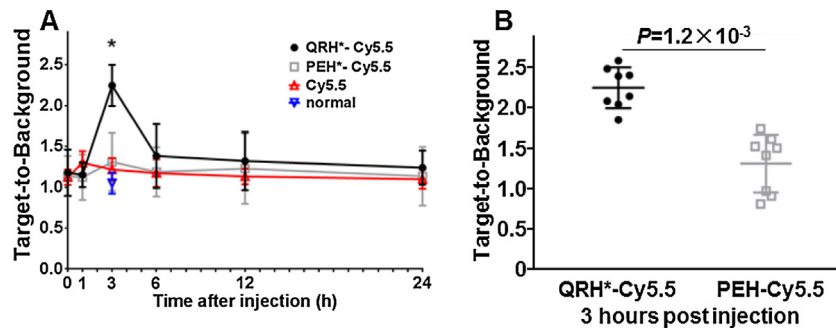 A
Target-to-Background
2.5
2.0
1.5
1.0
0.5
0.0
*
QRH*- Cy5.5
PEH*- Cy5.5
Cy5.5
normal
0 1 3 6 12 24
Time after injection (h)
B
Target-to-Background
2.5
2.0
1.5
1.0
0.5
0
P=1.2×10-3
QRH*-Cy5.5 PEH-Cy5.5
3 hours post injection